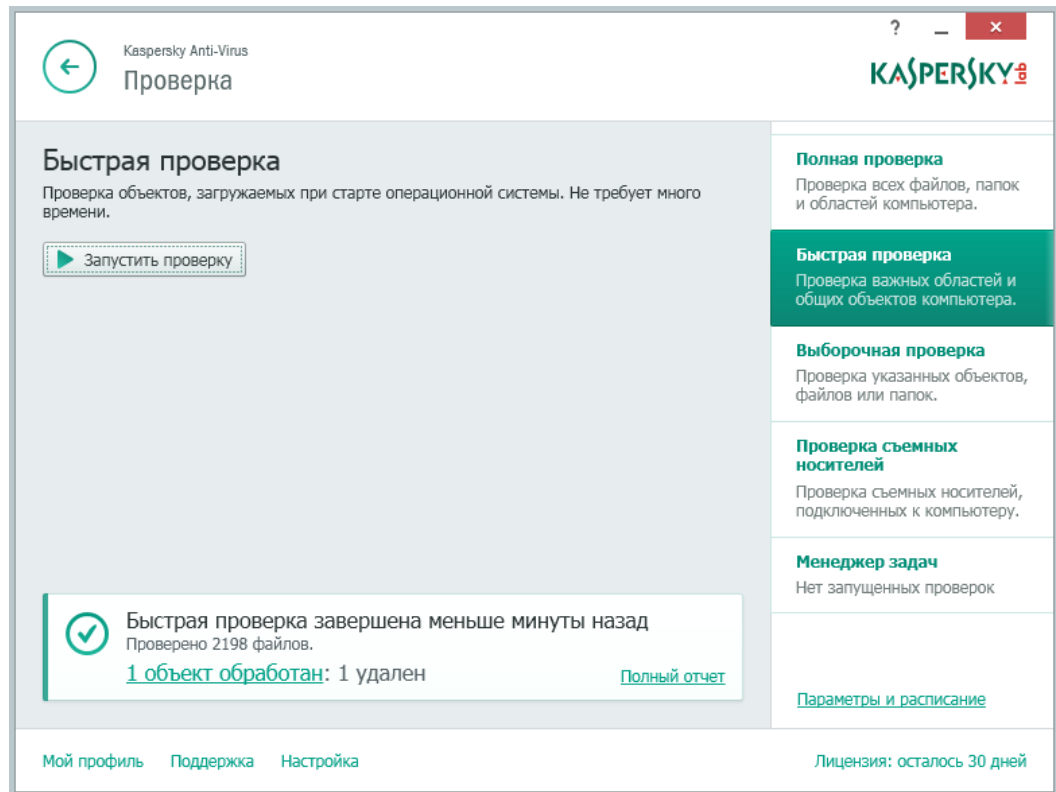 ? _ ×
Kaspersky Anti-Virus
Проверка
KASPERSKY lab
Быстрая проверка
Проверка объектов, загружаемых при старте операционной системы. Не требует много
времени.
Запустить проверку
Быстрая проверка завершена меньше минуты назад
Проверено 2198 файлов.
1 объект обработан: 1 удален
Полный отчет
Полная проверка
Проверка всех файлов, папок
и областей компьютера.
Быстрая проверка
Проверка важных областей и
общих объектов компьютера.
Выборочная проверка
Проверка указанных объектов,
файлов или папок.
Проверка съемных
носителей
Проверка съемных носителей,
подключенных к компьютеру.
Менеджер задач
Нет запущенных проверок
Параметры и расписание
Мой профиль Поддержка Настройка
Лицензия: осталось 30 дней